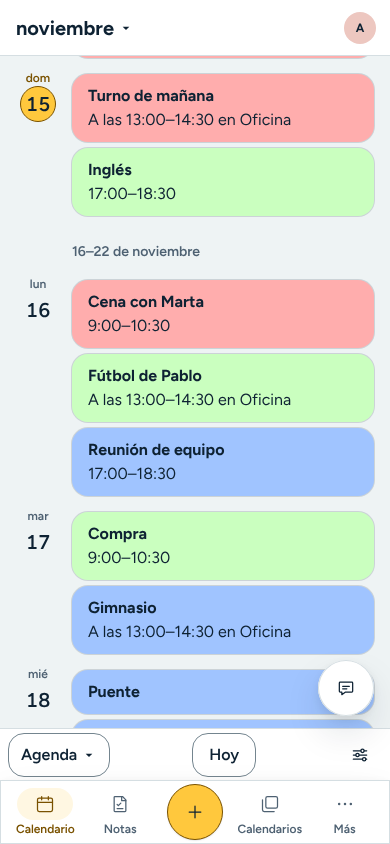 noviembre
A
dom
15
Turno de mañana
A las 13:00–14:30 en Oficina
Inglés
17:00–18:30
16–22 de noviembre
lun
16
Cena con Marta
9:00–10:30
Fútbol de Pablo
A las 13:00–14:30 en Oficina
Reunión de equipo
17:00–18:30
mar
17
Compra
9:00–10:30
Gimnasio
A las 13:00–14:30 en Oficina
mié
18
Puente
Agenda
Hoy
Calendario
Notas
Calendarios
Más